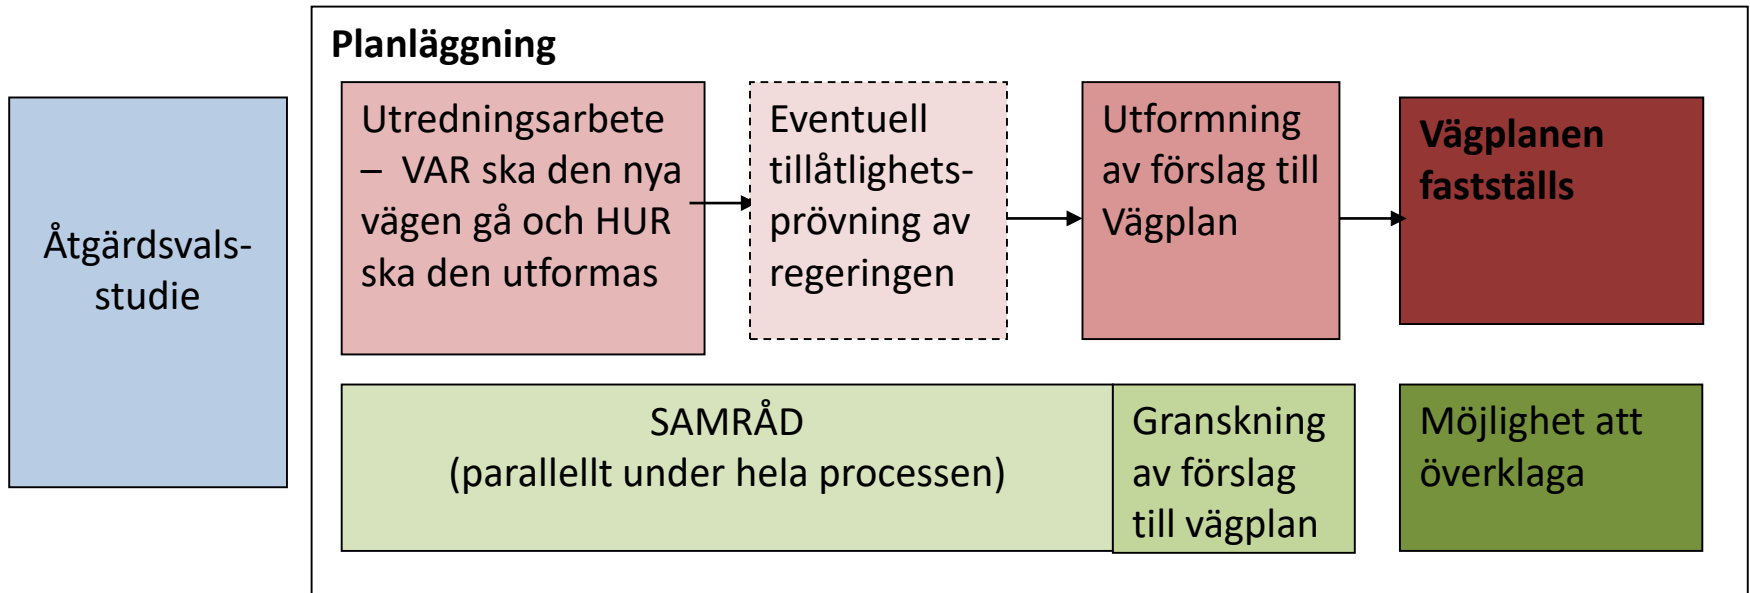 Planläggning
Åtgärdsvals-
studie
Utredningsarbete
– VAR ska den nya
vägen gå och HUR
ska den utformas
Eventuell
tillåtlighets-
prövning av
regeringen
Utformning
av förslag till
Vägplan
Vägplanen
fastställs
SAMRÅD
(parallellt under hela processen)
Granskning
av förslag
till vägplan
Möjlighet att
överklaga